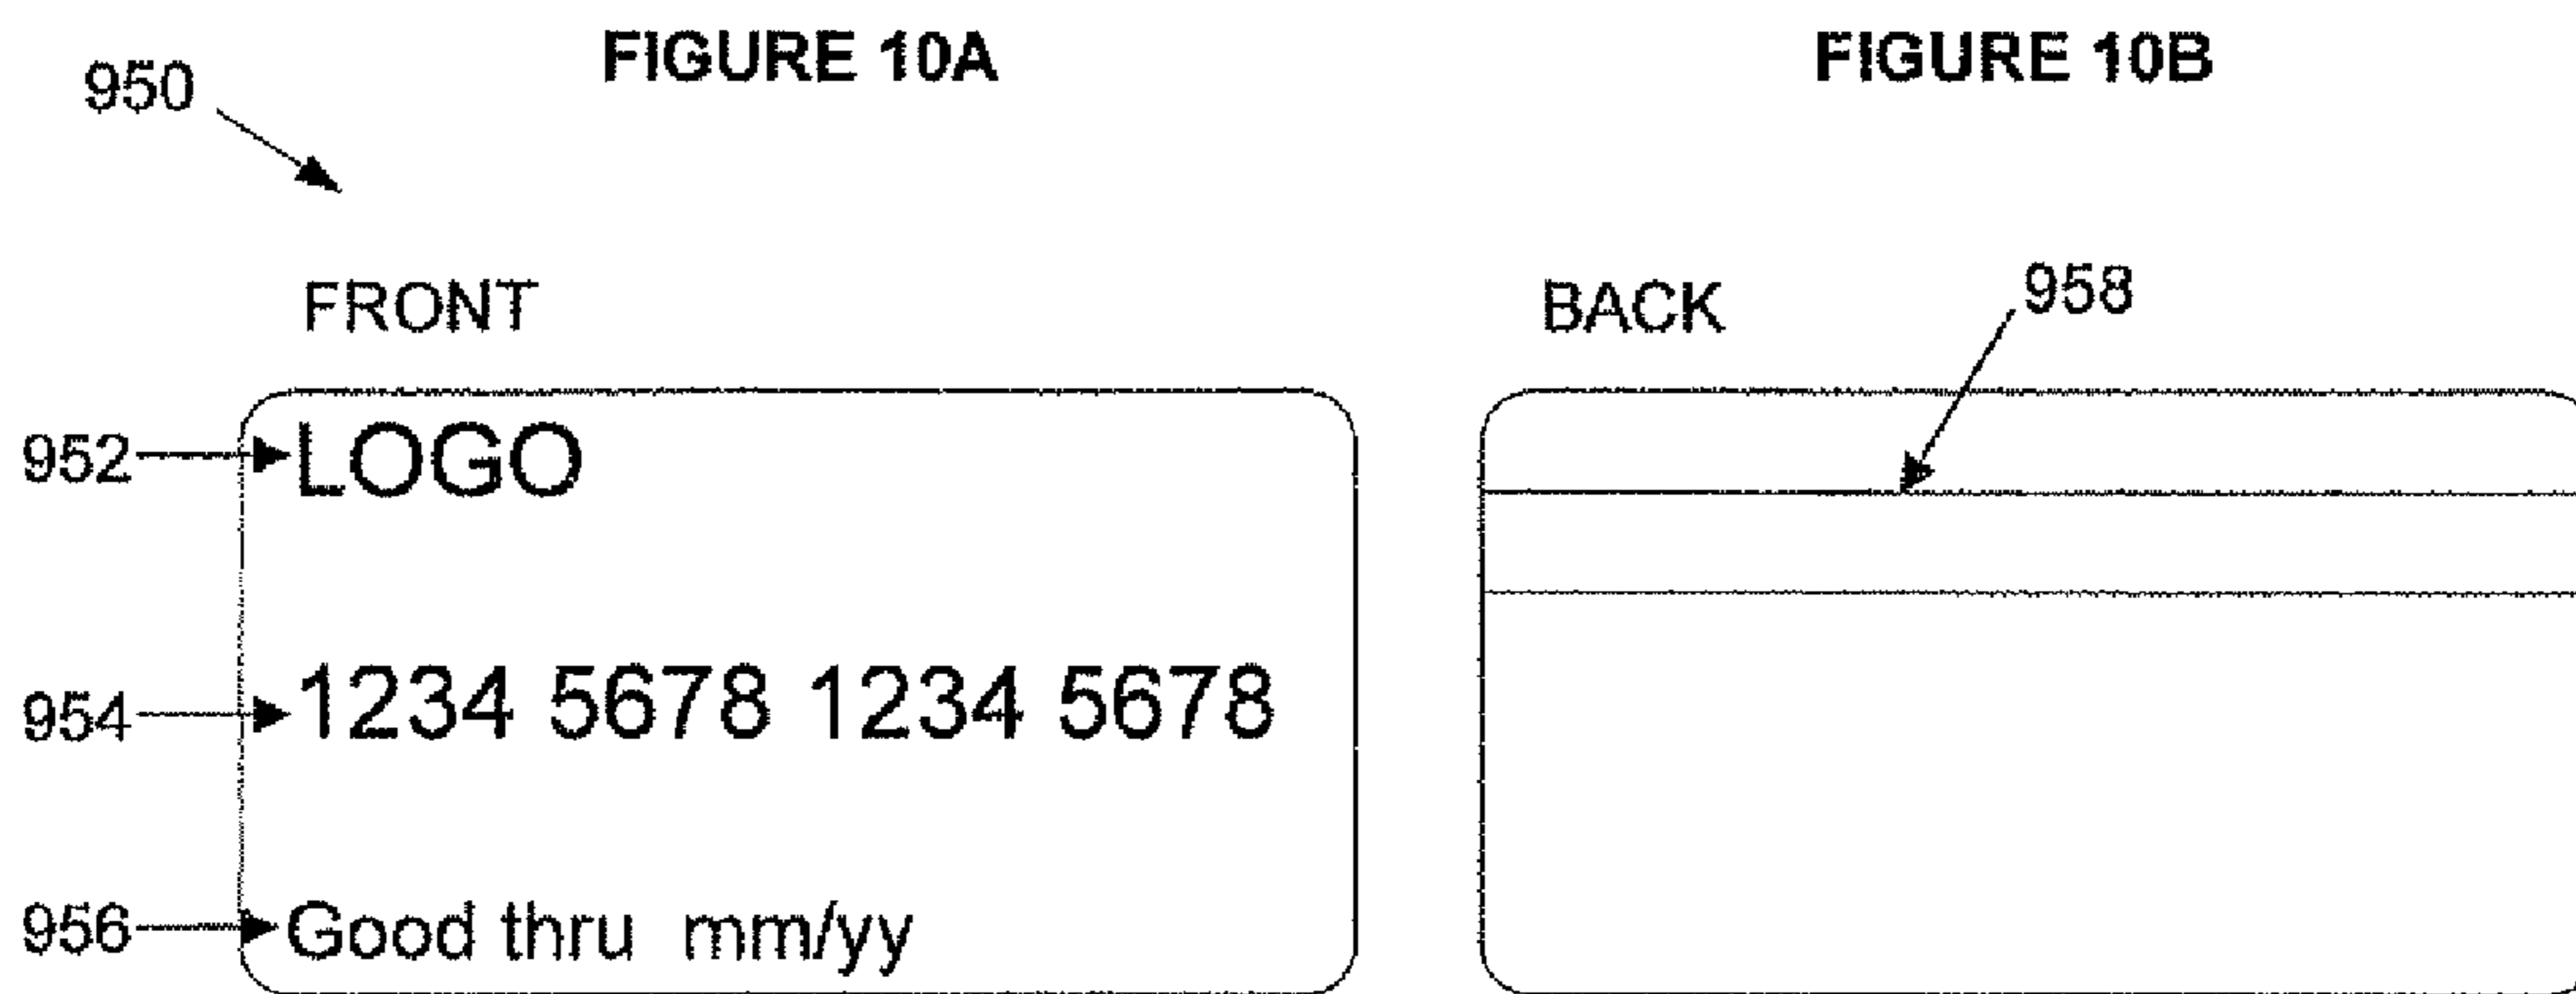 FIGURE 10A
FIGURE 10B
950
FRONT
BACK
958
952
LOGO
954
1234 5678 1234 5678
956
Good thru mm/yy